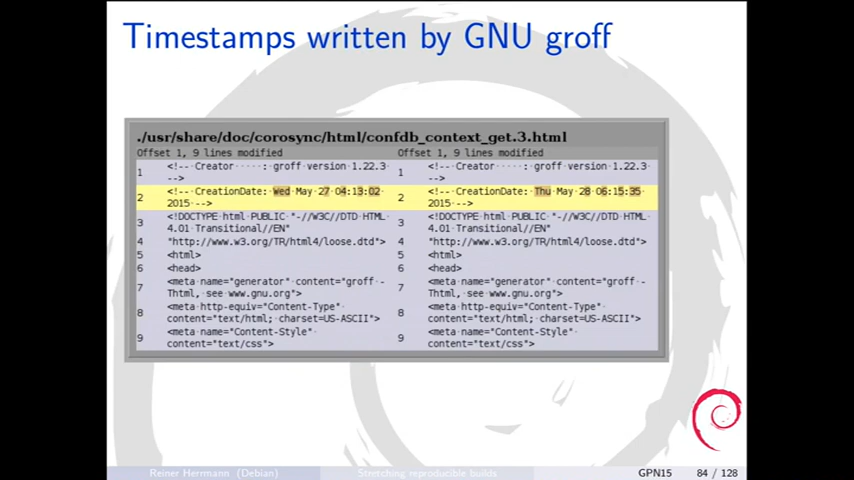 Timestamps written by GNU groff
./usr/share/doc/corosync/html/confdb_context_get.3.html
Offset 1, 9 lines modified
1 <!-- Creator·····: groff version 1.22.3
-->
2 <!-- CreationDate: Wed May 27 04:13:02
2015 -->
3 <!DOCTYPE html PUBLIC "-//W3C//DTD HTML
4.01 Transitional//EN"
4 "http://www.w3.org/TR/html4/loose.dtd">
5 <html>
6 <head>
7 <meta name="generator" content="groff -
Thtml, see www.gnu.org">
8 <meta http-equiv="Content-Type"
content="text/html; charset=US-ASCII">
9 <meta name="Content-Style"
content="text/css">
Offset 1, 9 lines modified
1 <!-- Creator·····: groff version 1.22.3
-->
2 <!-- CreationDate: Thu May 28 06:15:35
2015 -->
3 <!DOCTYPE html PUBLIC "-//W3C//DTD HTML
4.01 Transitional//EN"
4 "http://www.w3.org/TR/html4/loose.dtd">
5 <html>
6 <head>
7 <meta name="generator" content="groff -
Thtml, see www.gnu.org">
8 <meta http-equiv="Content-Type"
content="text/html; charset=US-ASCII">
9 <meta name="Content-Style"
content="text/css">
Reiner Herrmann (Debian)
Stretching reproducible builds
GPN15
84 / 128